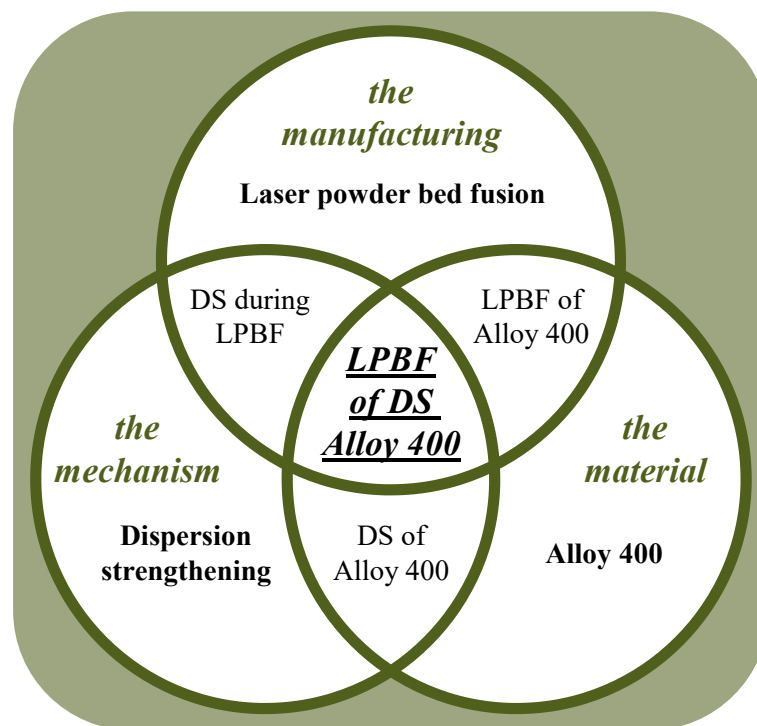 the
manufacturing
Laser powder bed fusion
DS during
LPBF
LPBF of
Alloy 400
LPBF
of DS
Alloy 400
the
mechanism
Dispersion
strengthening
DS of
Alloy 400
the
material
Alloy 400